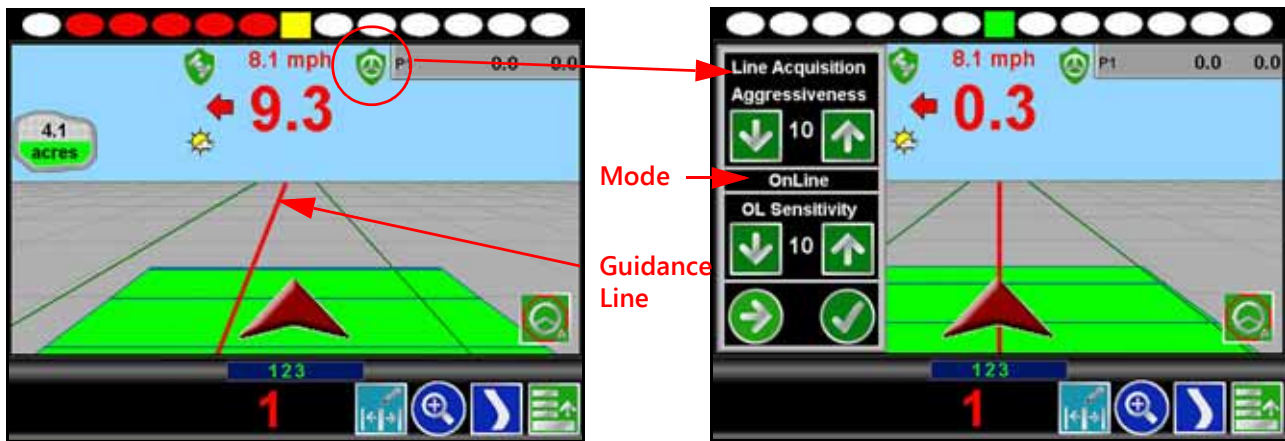 8.1 mph
P1 0.0 0.0
9.3
4.1
acres
123
1
Mode
Guidance
Line
Line Acquisition
Aggressiveness
10
OnLine
OL Sensitivity
10
8.1 mph
P1 0.0 0.0
0.3
123
1